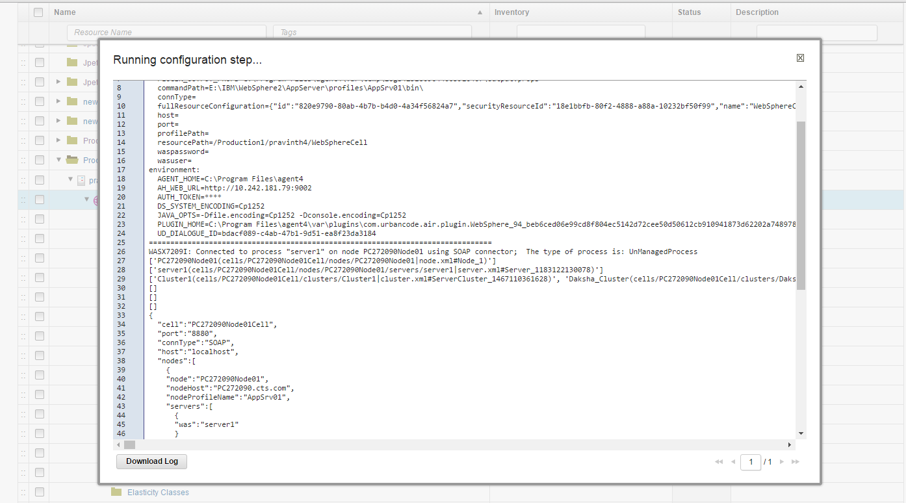 Name
Inventory
Status
Description
Resource Name
Tags
Running configuration step...
8 commandPath=E:\IBM\WebSphere2\AppServer\profiles\AppSrv01\bin\
9 connType=
10 fullResourceConfiguration={"id":"820e9790-80ab-4b7b-b4d0-4a34f56824a7","securityResourceId":"18e1bbfb-80f2-4888-a88a-10232bf50f99","name":"WebSphereC
11 host=
12 port=
13 profilePath=
14 resourcePath=/Production1/pravinth4/WebSphereCell
15 waspassword=
16 wasuser=
17 environment:
18 AGENT_HOME=C:\Program Files\agent4
19 AH_WEB_URL=http://10.242.181.79:9002
20 AUTH_TOKEN=****
21 DS_SYSTEM_ENCODING=Cp1252
22 JAVA_OPTS=-Dfile.encoding=Cp1252 -Dconsole.encoding=Cp1252
23 PLUGIN_HOME=C:\Program Files\agent4\var\plugins\com.urbancode.air.plugin.WebSphere_94_beb6ced06e99cd8f804ec5142d72cee50d50612cb910941873d62202a748978
24 UD_DIALOGUE_ID=bdacf089-c4ab-47b1-9d51-ea8f23da3184
25 ===============================================================================
26 WASX7209I: Connected to process "server1" on node PC272090Node01 using SOAP connector;  The type of process is: UnManagedProcess
27 ['PC272090Node01(cells/PC272090Node01Cell/nodes/PC272090Node01|node.xml#Node_1)']
28 ['server1(cells/PC272090Node01Cell/nodes/PC272090Node01/servers/server1|server.xml#Server_1183122130078)']
29 ['Cluster1(cells/PC272090Node01Cell/clusters/Cluster1|cluster.xml#ServerCluster_1467110361628)', 'Daksha_Cluster(cells/PC272090Node01Cell/clusters/Daks
30 []
31 []
32 []
33 {
34 "cell":"PC272090Node01Cell",
35 "port":"8880",
36 "connType":"SOAP",
37 "host":"localhost",
38 "nodes":[
39 {
40 "node":"PC272090Node01",
41 "nodeHost":"PC272090.cts.com",
42 "nodeProfileName":"AppSrv01",
43 "servers":[
44 {
45 "was":"server1"
46 }
Download Log
1 / 1
Jpet
Jpet
new
new
Pro
Pro
pra
Elasticity Classes